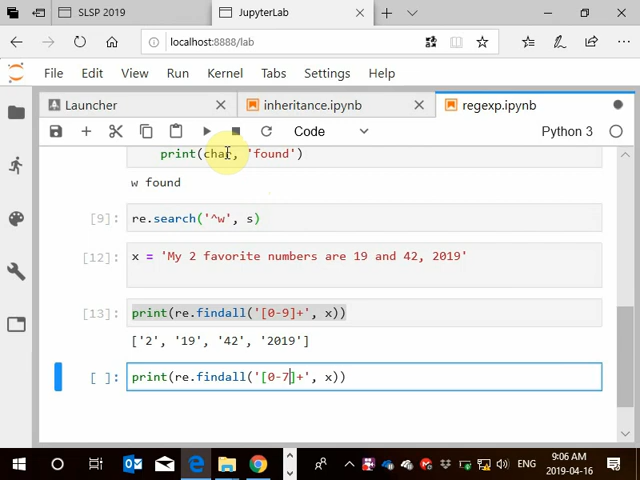 SLSP 2019
JupyterLab
localhost:8888/lab
File Edit View Run Kernel Tabs Settings Help
Launcher
inheritance.ipynb
regexp.ipynb
Code
Python 3
print(char, 'found')
w found
[9]: re.search('^w', s)
[12]: x = 'My 2 favorite numbers are 19 and 42, 2019'
[13]: print(re.findall('[0-9]+', x))
['2', '19', '42', '2019']
[ ]: print(re.findall('[0-7]+', x))
ENG
9:06 AM
2019-04-16